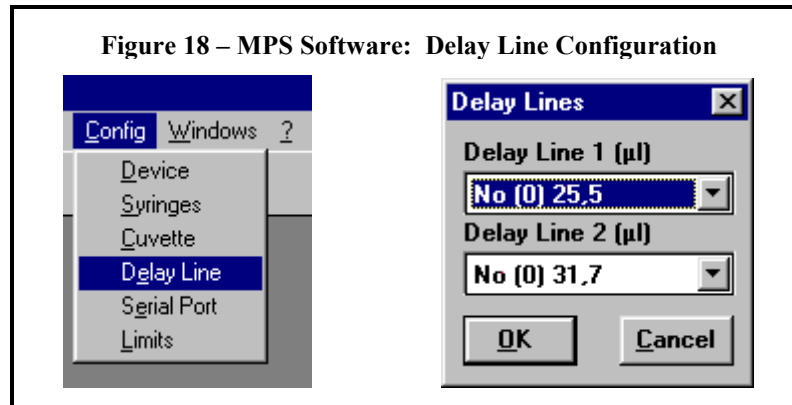 Figure 18 – MPS Software:  Delay Line Configuration
Config Windows ?
Device
Syringes
Cuvette
Delay Line
Serial Port
Limits
Delay Lines
Delay Line 1 (µl)
No (0) 25,5
Delay Line 2 (µl)
No (0) 31,7
OK Cancel